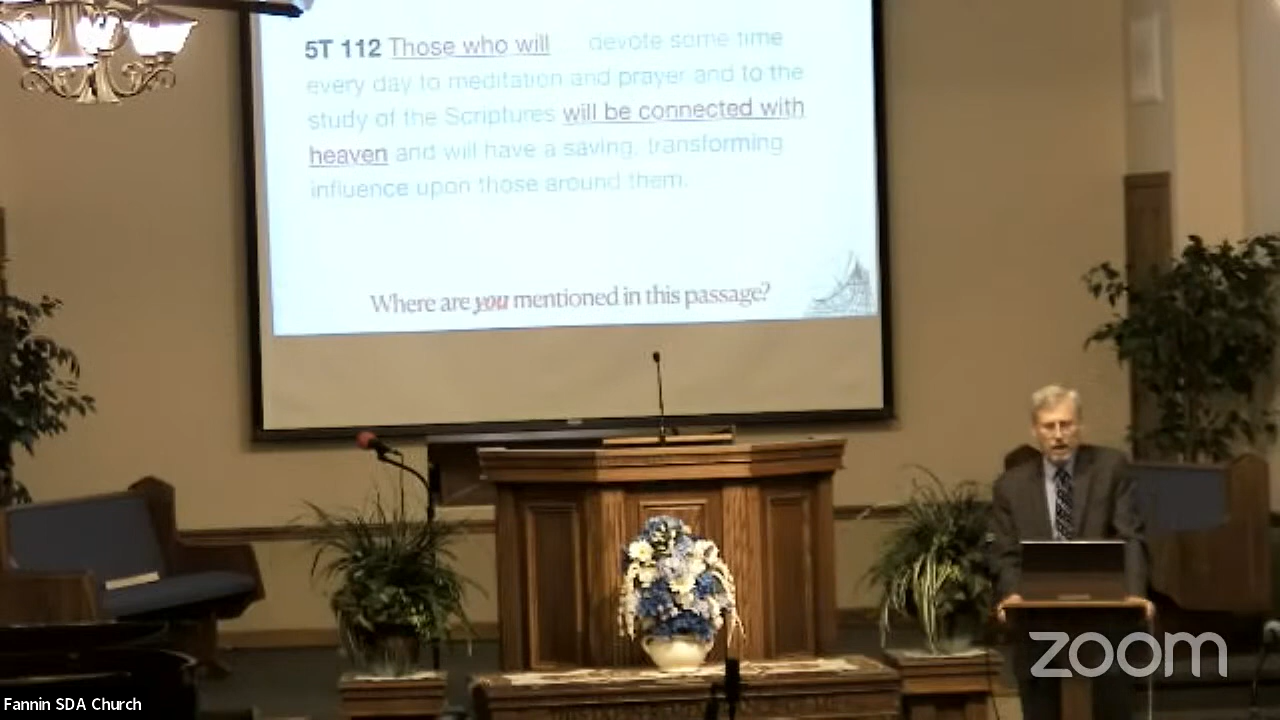 5T 112 Those who will ... devote some time
every day to meditation and prayer and to the
study of the Scriptures will be connected with
heaven and will have a saving, transforming
influence upon those around them.
Where are you mentioned in this passage?
zoom
Fannin SDA Church